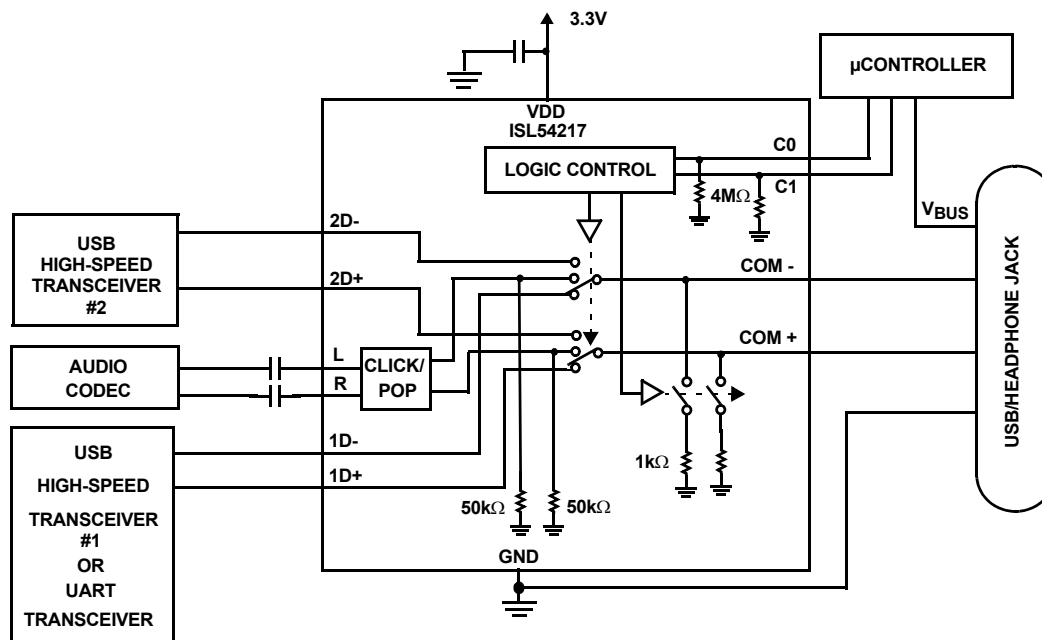 3.3V
µCONTROLLER
VDD
ISL54217
C0
LOGIC CONTROL
C1
4MΩ
VBUS
2D-
USB
HIGH-SPEED
TRANSCEIVER
#2
COM -
2D+
USB/HEADPHONE JACK
COM +
AUDIO
CODEC
L
R
CLICK/
POP
1D-
USB
HIGH-SPEED
TRANSCEIVER
#1
OR
UART
TRANSCEIVER
1D+
1kΩ
50kΩ
50kΩ
GND